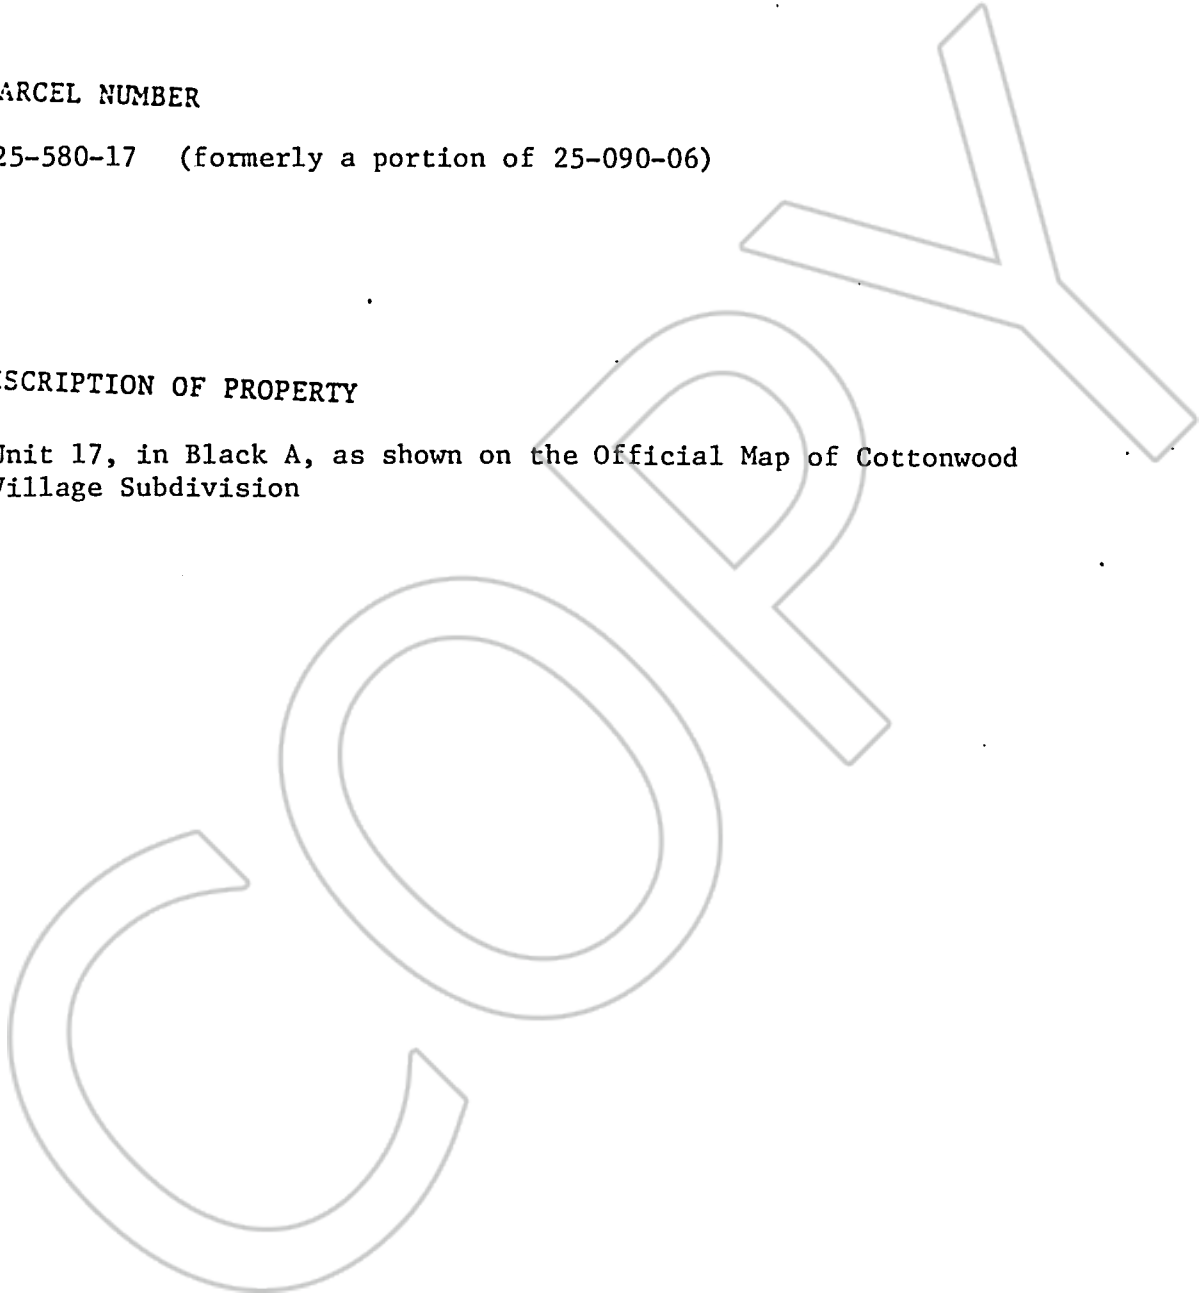 ARCEL NUMBER
25-580-17 (formerly a portion of 25-090-06)
ESCRIPTION OF PROPERTY
Unit 17, in Black A, as shown on the Official Map of Cottonwood
Village Subdivision
COPY